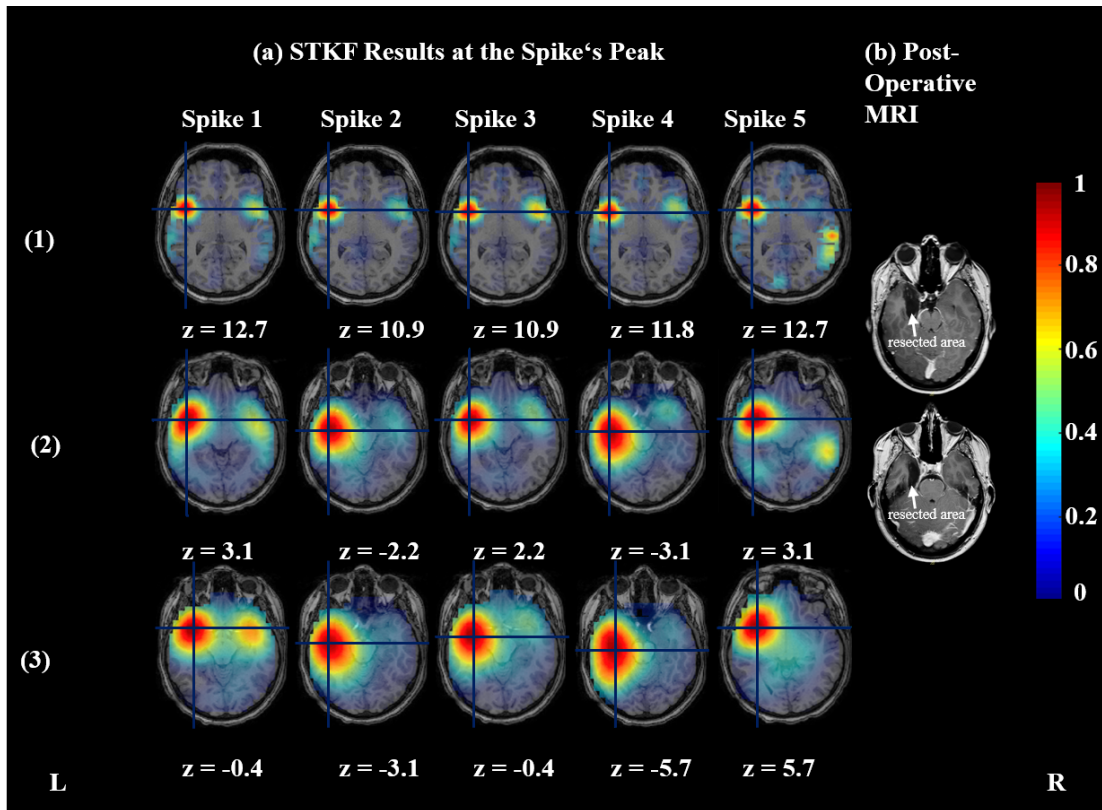 (a) STKF Results at the Spike‘s Peak
(b) Post-
Operative
MRI
Spike 1 Spike 2 Spike 3 Spike 4 Spike 5
(1)
z = 12.7 z = 10.9 z = 10.9 z = 11.8 z = 12.7
(2)
z = 3.1 z = -2.2 z = 2.2 z = -3.1 z = 3.1
(3)
z = -0.4 z = -3.1 z = -0.4 z = -5.7 z = 5.7
L
R
resected area
resected area
1
0.8
0.6
0.4
0.2
0